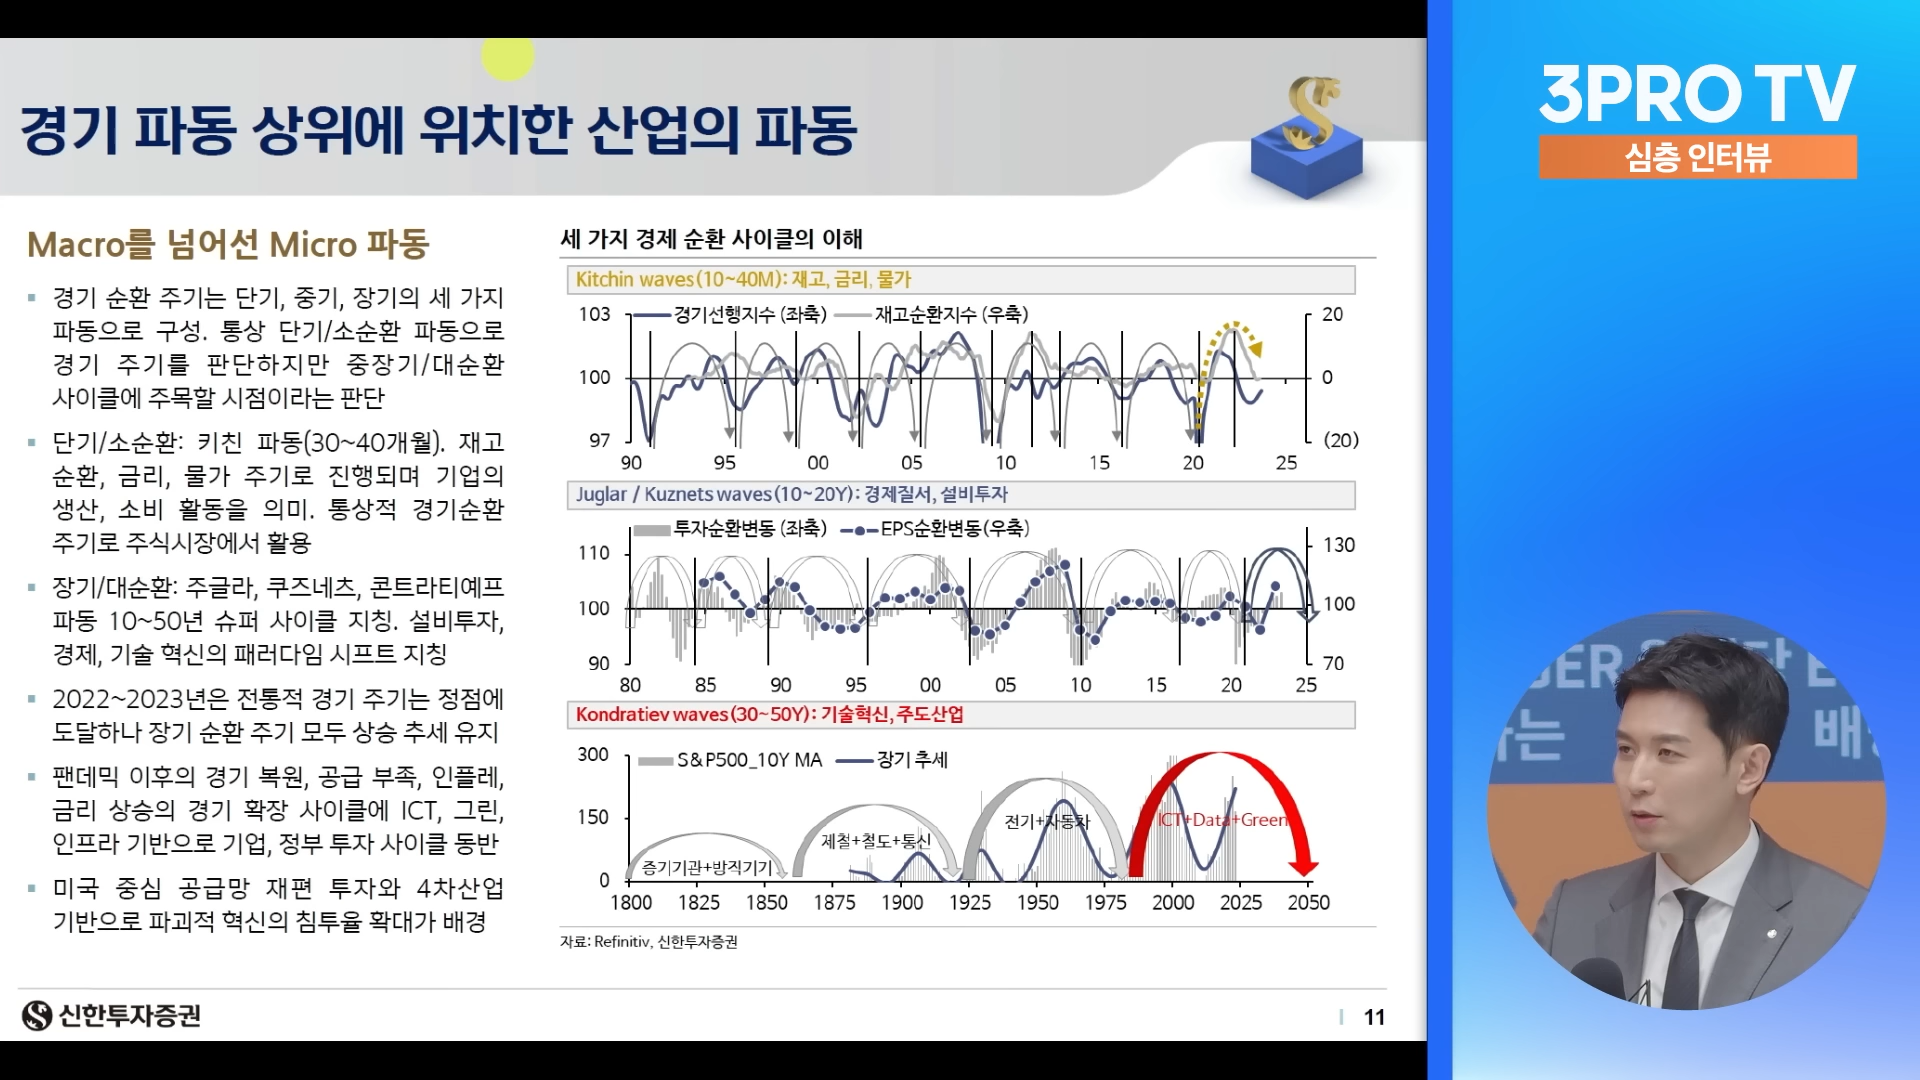 3PRO TV
심층 인터뷰
경기 파동 상위에 위치한 산업의 파동
Macro를 넘어선 Micro 파동
▪ 경기 순환 주기는 단기, 중기, 장기의 세 가지
파동으로 구성. 통상 단기/소순환 파동으로
경기 주기를 판단하지만 중장기/대순환
사이클에 주목할 시점이라는 판단
▪ 단기/소순환: 키친 파동(30~40개월). 재고
순환, 금리, 물가 주기로 진행되며 기업의
생산, 소비 활동을 의미. 통상적 경기순환
주기로 주식시장에서 활용
▪ 장기/대순환: 주글라, 쿠즈네츠, 콘트라티예프
파동 10~50년 슈퍼 사이클 지칭. 설비투자,
경제, 기술 혁신의 패러다임 시프트 지칭
▪ 2022~2023년은 전통적 경기 주기는 정점에
도달하나 장기 순환 주기 모두 상승 추세 유지
▪ 팬데믹 이후의 경기 복원, 공급 부족, 인플레,
금리 상승의 경기 확장 사이클에 ICT, 그린,
인프라 기반으로 기업, 정부 투자 사이클 동반
▪ 미국 중심 공급망 재편 투자와 4차산업
기반으로 파괴적 혁신의 침투율 확대가 배경
세 가지 경제 순환 사이클의 이해
Kitchin waves(10~40M): 재고, 금리, 물가
경기선행지수 (좌축) 재고순환지수 (우축)
103 20
100 0
97 (20)
90 95 00 05 10 15 20 25
Juglar / Kuznets waves(10~20Y): 경제질서, 설비투자
투자순환변동 (좌축) EPS순환변동(우축)
110 130
100 100
90 70
80 85 90 95 00 05 10 15 20 25
Kondratiev waves(30~50Y): 기술혁신, 주도산업
S&P500_10Y MA 장기 추세
300
150
0
증기기관+방직기기
제철+철도+통신
전기+자동차
ICT+Data+Green
1800 1825 1850 1875 1900 1925 1950 1975 2000 2025 2050
자료: Refinitiv, 신한투자증권
신한투자증권
11